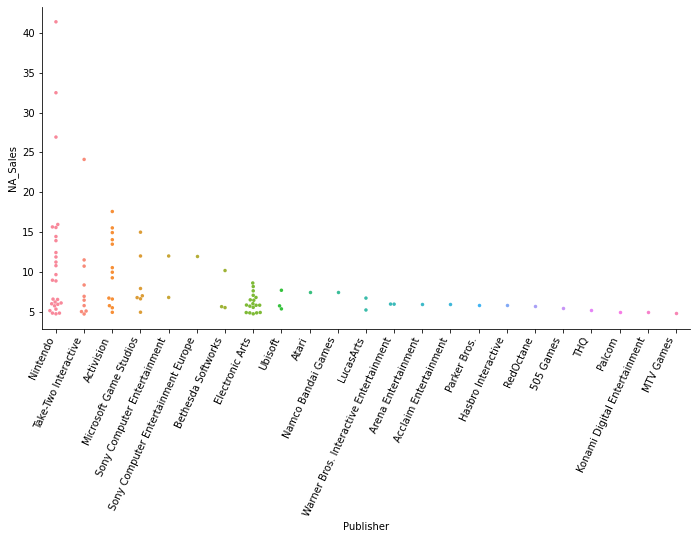 NA_Sales
40
35
30
25
20
15
10
5
Nintendo
Take-Two Interactive
Activision
Microsoft Game Studios
Sony Computer Entertainment
Sony Computer Entertainment Europe
Bethesda Softworks
Electronic Arts
Ubisoft
Atari
Namco Bandai Games
LucasArts
Warner Bros. Interactive Entertainment
Arena Entertainment
Acclaim Entertainment
Parker Bros.
Hasbro Interactive
RedOctane
505 Games
THQ
Palcom
Konami Digital Entertainment
MTV Games
Publisher